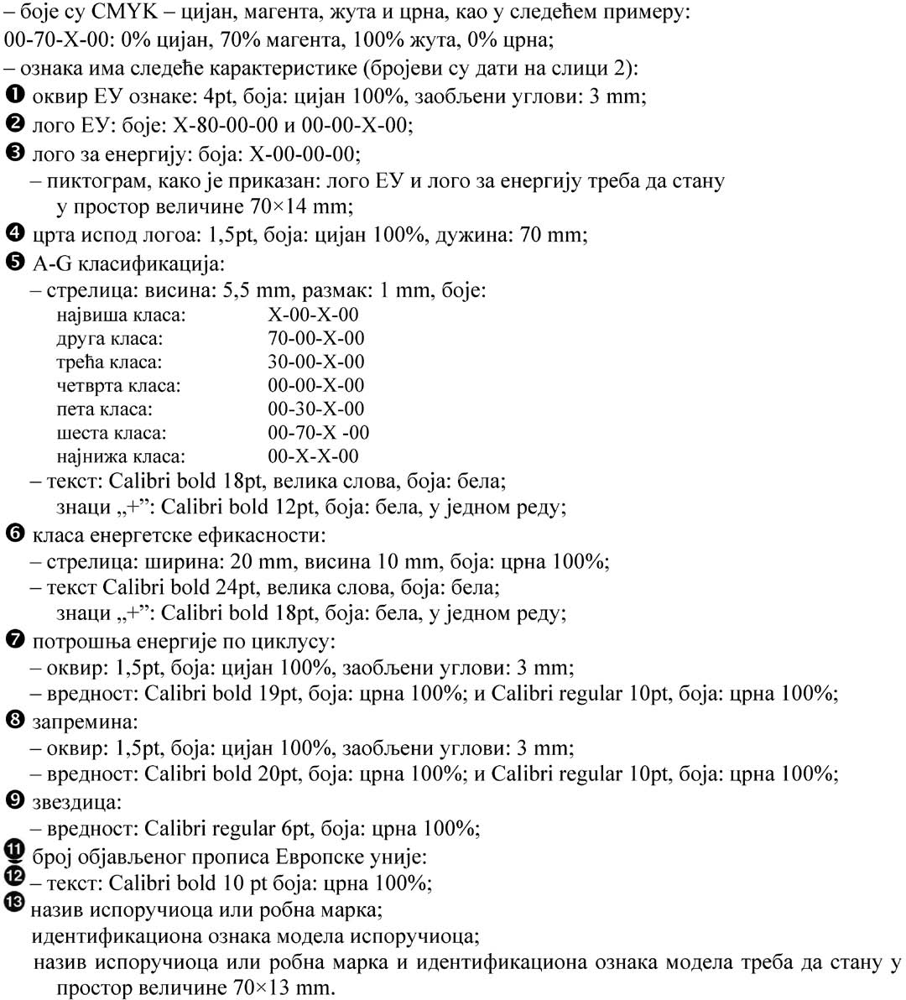 – боје су CMYK – цијан, магента, жута и црна, као у следећем примеру:
00-70-X-00: 0% цијан, 70% магента, 100% жута, 0% црна;
– ознака има следеће карактеристике (бројеви су дати на слици 2):
❶ оквир ЕУ ознаке: 4pt, боја: цијан 100%, заобљени углови: 3 mm;
❷ лого ЕУ: боје: X-80-00-00 и 00-00-X-00;
❸ лого за енергију: боја: X-00-00-00;
– пиктограм, како је приказан: лого ЕУ и лого за енергију треба да стану
у простор величине 70×14 mm;
❹ црта испод логоа: 1,5pt, боја: цијан 100%, дужина: 70 mm;
❺ A-G класификација:
– стрелица: висина: 5,5 mm, размак: 1 mm, боје:
највиша класа: X-00-X-00
друга класа: 70-00-X-00
трећа класа: 30-00-X-00
четврта класа: 00-00-X-00
пета класа: 00-30-X-00
шеста класа: 00-70-X -00
најнижа класа: 00-X-X-00
– текст: Calibri bold 18pt, велика слова, боја: бела;
знаци „+”: Calibri bold 12pt, боја: бела, у једном реду;
❻ класа енергетске ефикасности:
– стрелица: ширина: 20 mm, висина 10 mm, боја: црна 100%;
– текст Calibri bold 24pt, велика слова, боја: бела;
знаци „+”: Calibri bold 18pt, боја: бела, у једном реду;
❼ потрошња енергије по циклусу:
– оквир: 1,5pt, боја: цијан 100%, заобљени углови: 3 mm;
– вредност: Calibri bold 19pt, боја: црна 100%; и Calibri regular 10pt, боја: црна 100%;
❽ запремина:
– оквир: 1,5pt, боја: цијан 100%, заобљени углови: 3 mm;
– вредност: Calibri bold 20pt, боја: црна 100%; и Calibri regular 10pt, боја: црна 100%;
❾ звездица:
– вредност: Calibri regular 6pt, боја: црна 100%;
⓫ број објављеног прописа Европске уније:
⓬ – текст: Calibri bold 10 pt боја: црна 100%;
⓭ назив испоручиоца или робна марка;
идентификациона ознака модела испоручиоца;
назив испоручиоца или робна марка и идентификациона ознака модела треба да стану у
простор величине 70×13 mm.